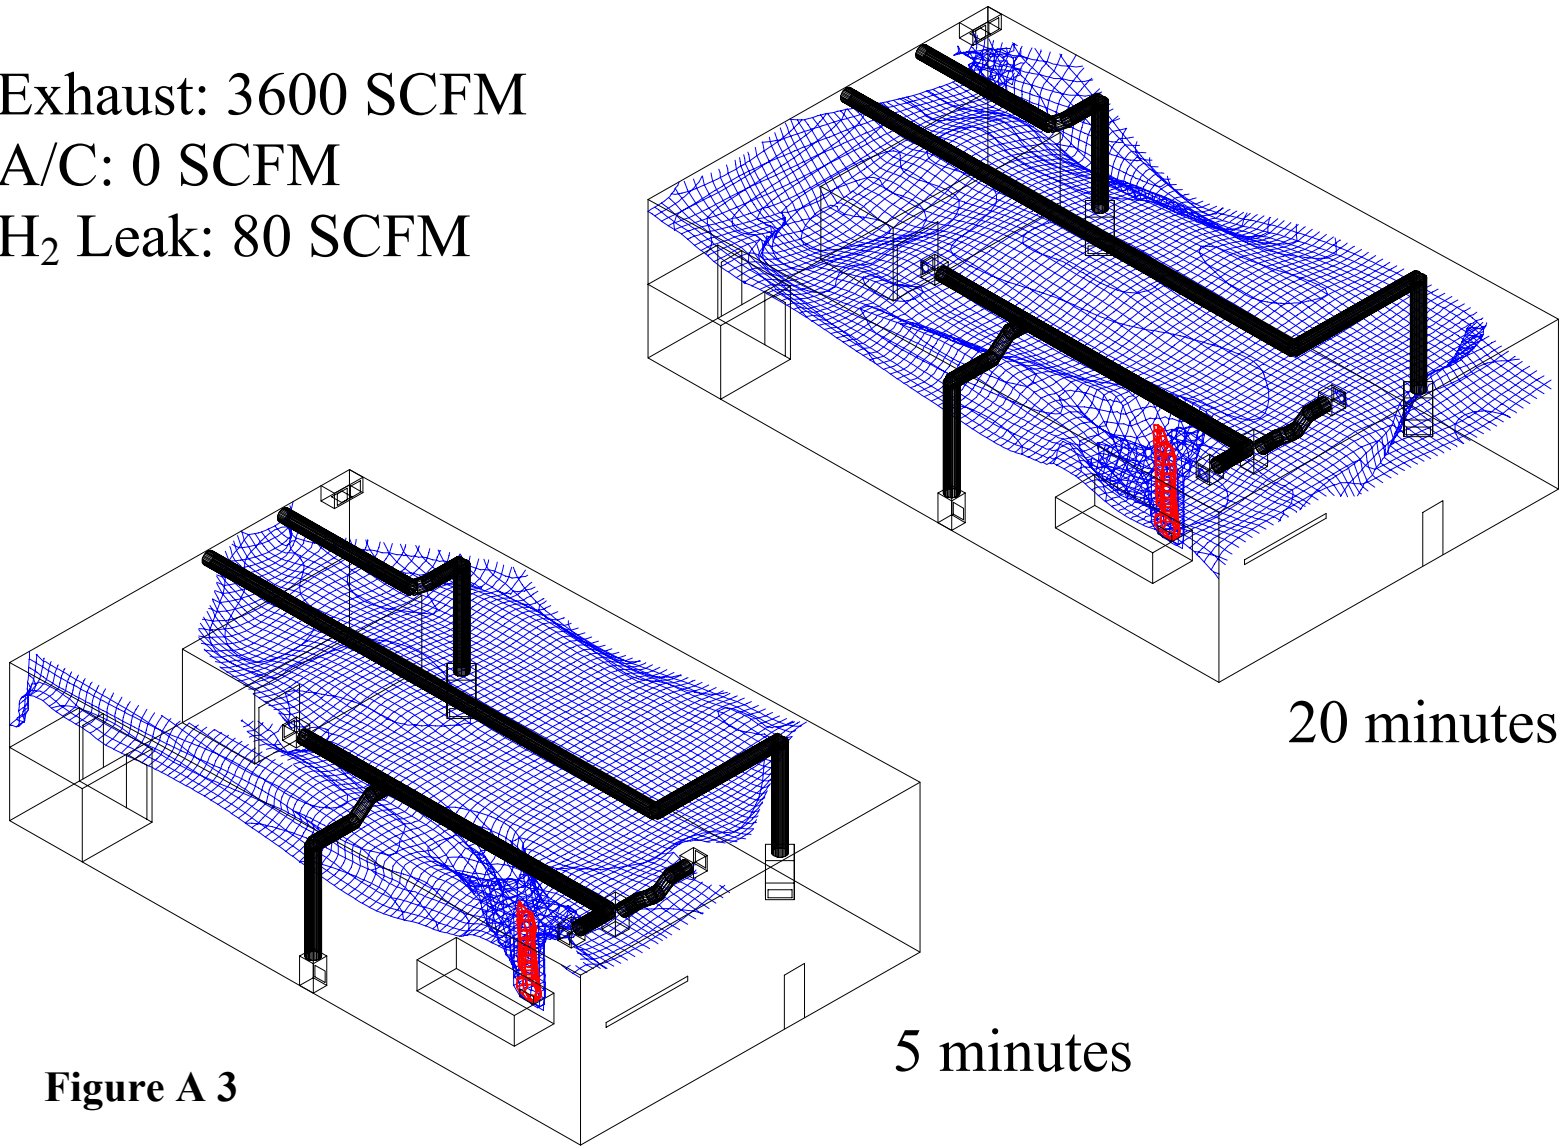 Exhaust: 3600 SCFM
A/C: 0 SCFM
H₂ Leak: 80 SCFM
20 minutes
5 minutes
Figure A 3